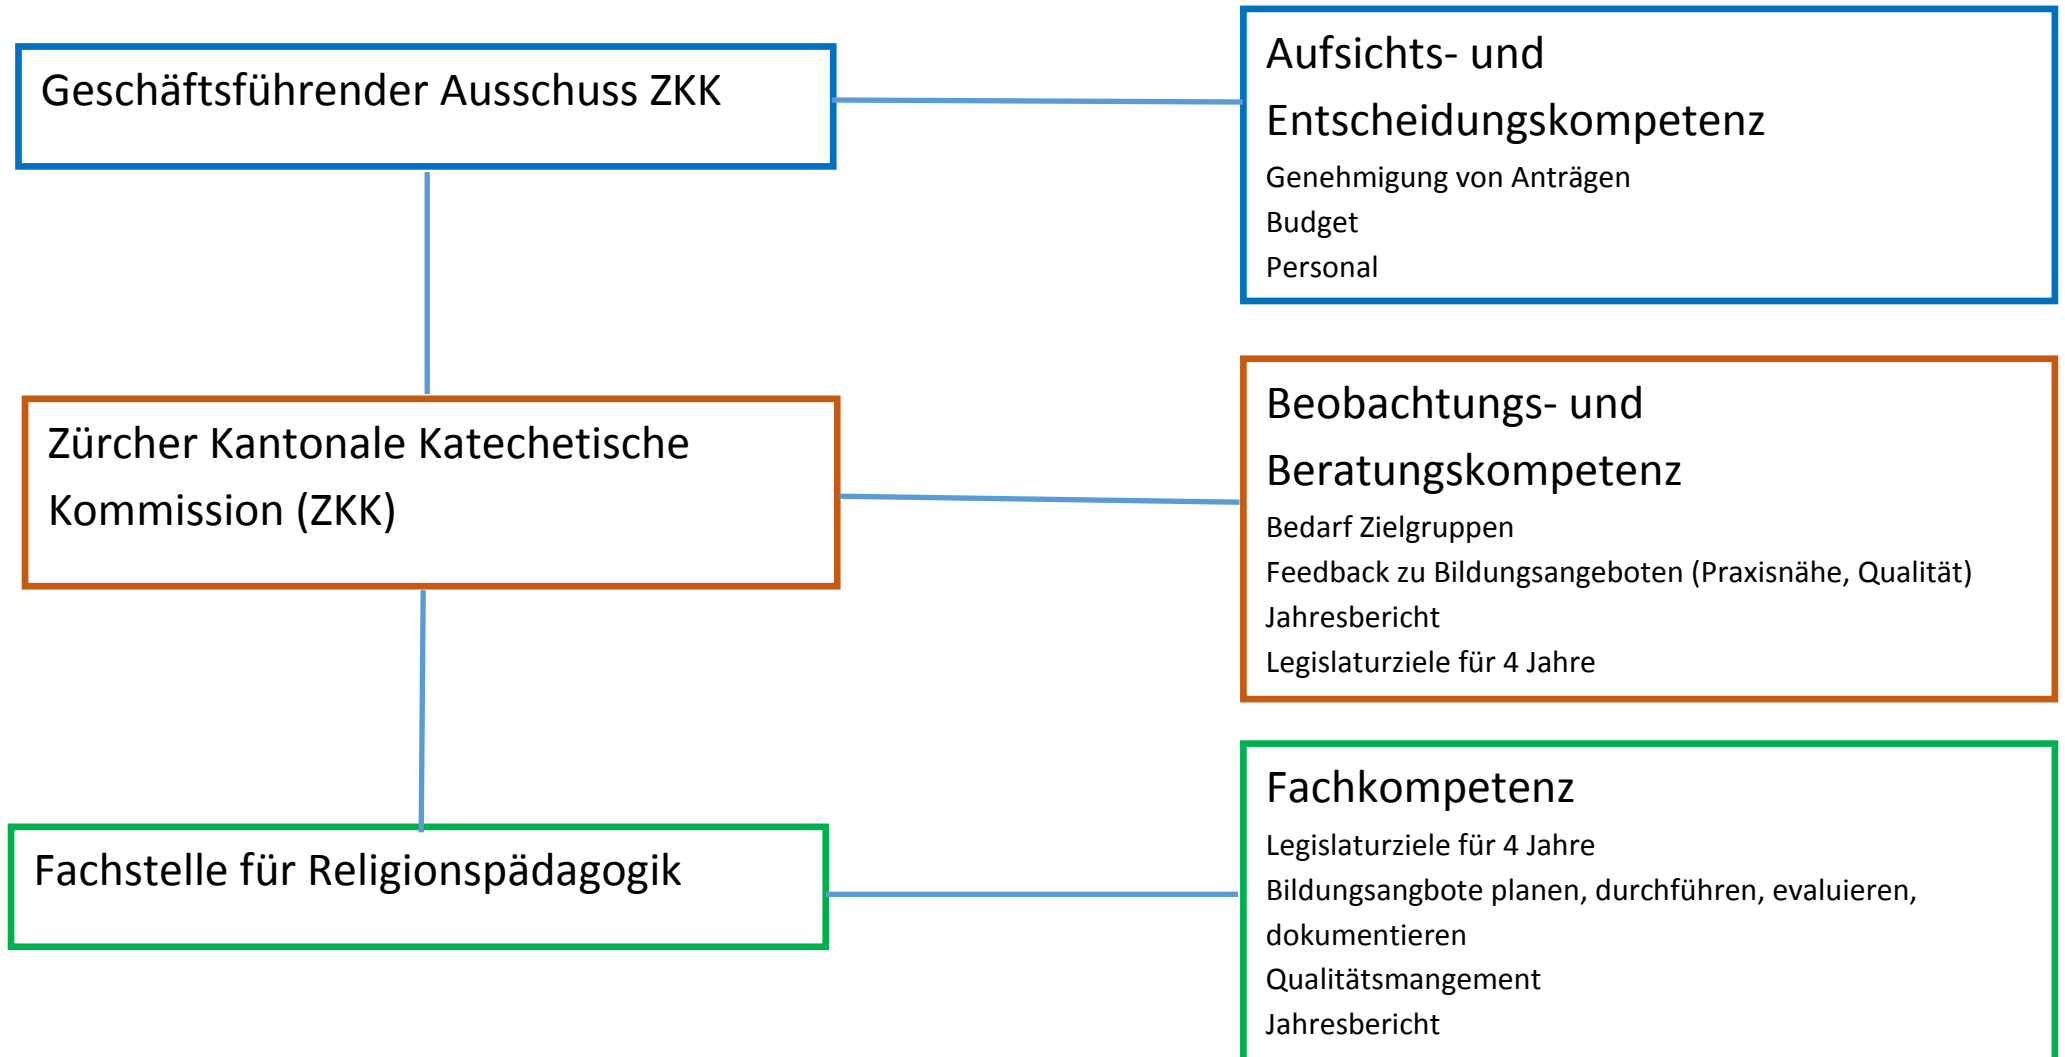 Geschäftsführender Ausschuss ZKK
Aufsichts- und
Entscheidungskompetenz
Genehmigung von Anträgen
Budget
Personal
Zürcher Kantonale Katechetische
Kommission (ZKK)
Beobachtungs- und
Beratungskompetenz
Bedarf Zielgruppen
Feedback zu Bildungsangeboten (Praxisnähe, Qualität)
Jahresbericht
Legislaturziele für 4 Jahre
Fachstelle für Religionspädagogik
Fachkompetenz
Legislaturziele für 4 Jahre
Bildungsangbote planen, durchführen, evaluieren,
dokumentieren
Qualitätsmangement
Jahresbericht